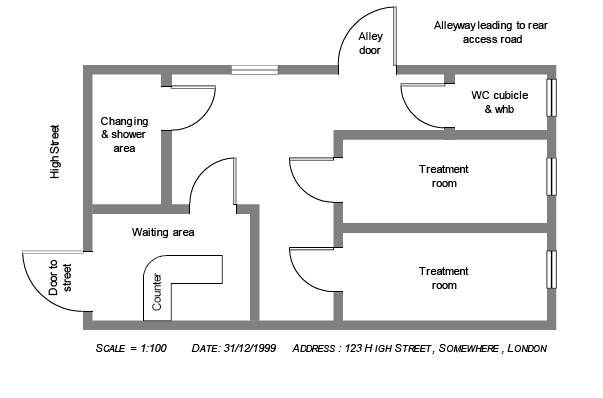 Alley
door
Alleyway leading to rear
access road
WC cubicle
& whb
Changing
& shower
area
High Street
Treatment
room
Waiting area
Door to
street
Counter
Treatment
room
SCALE = 1:100 DATE: 31/12/1999 ADDRESS : 123 HIGH STREET , SOMEWHERE , LONDON